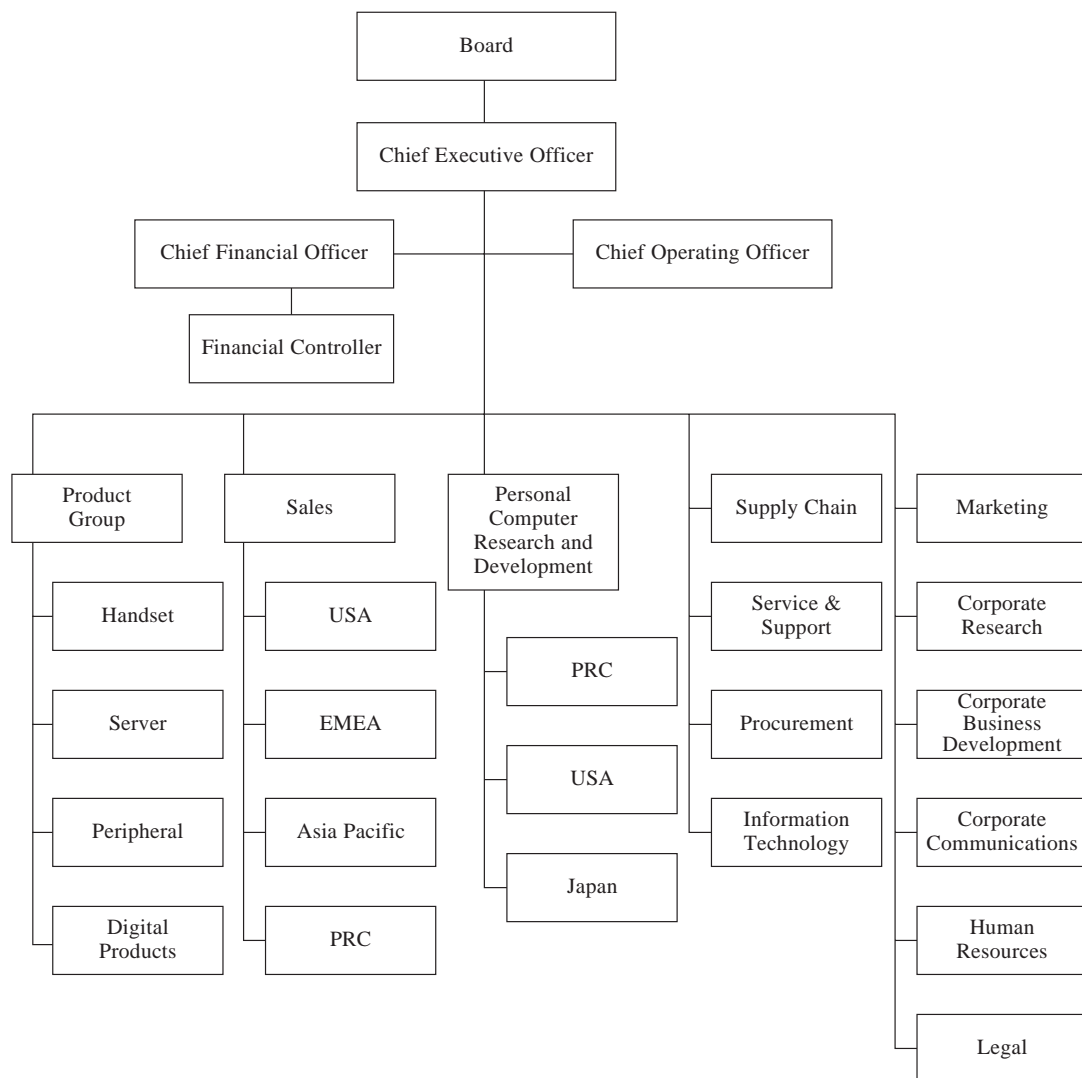 Board
Chief Executive Officer
Chief Financial Officer
Chief Operating Officer
Financial Controller
Product
Group
Handset
Server
Peripheral
Digital
Products
Sales
USA
EMEA
Asia Pacific
PRC
Personal
Computer
Research and
Development
PRC
USA
Japan
Supply Chain
Service &
Support
Procurement
Information
Technology
Marketing
Corporate
Research
Corporate
Business
Development
Corporate
Communications
Human
Resources
Legal